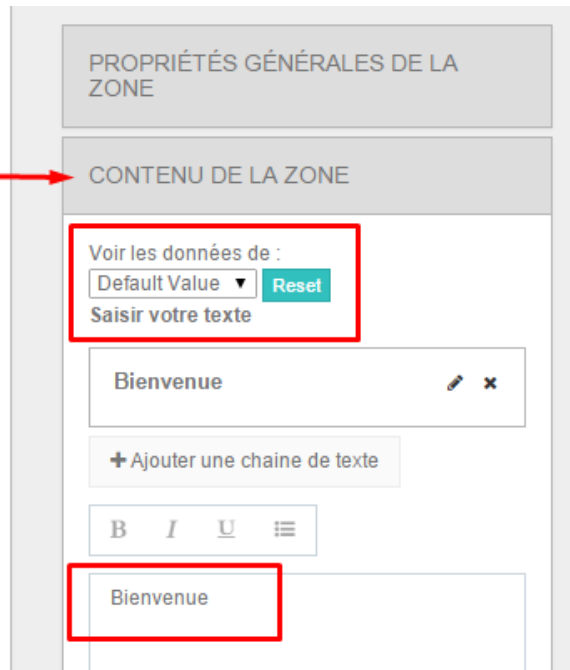 PROPRIÉTÉS GÉNÉRALES DE LA
ZONE
CONTENU DE LA ZONE
Voir les données de :
Default Value ▼ Reset
Saisir votre texte
Bienvenue
+ Ajouter une chaine de texte
B I U
Bienvenue